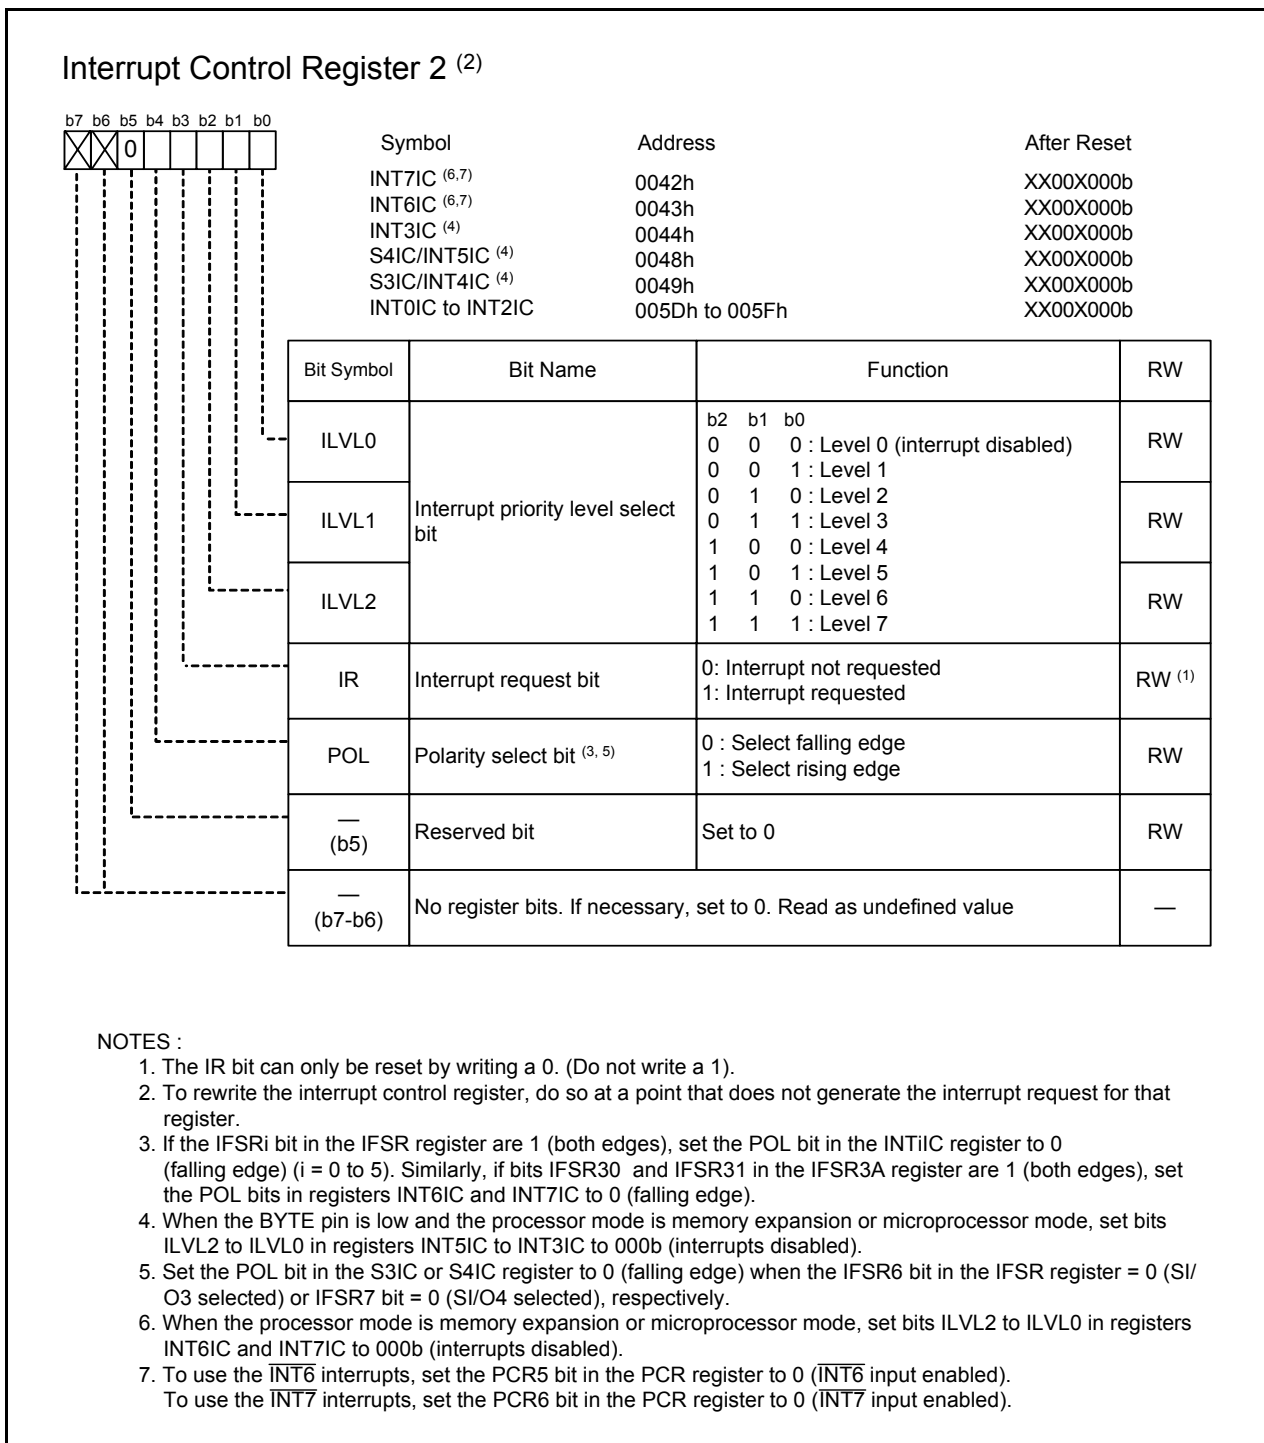 Interrupt Control Register 2 (2)
b7 b6 b5 b4 b3 b2 b1 b0
0
Symbol Address After Reset
INT7IC (6,7) 0042h XX00X000b
INT6IC (6,7) 0043h XX00X000b
INT3IC (4) 0044h XX00X000b
S4IC/INT5IC (4) 0048h XX00X000b
S3IC/INT4IC (4) 0049h XX00X000b
INT0IC to INT2IC 005Dh to 005Fh XX00X000b
Bit Symbol Bit Name Function RW
ILVL0 RW
ILVL1 RW
ILVL2 RW
Interrupt priority level select
bit
b2 b1 b0
0 0 0 : Level 0 (interrupt disabled)
0 0 1 : Level 1
0 1 0 : Level 2
0 1 1 : Level 3
1 0 0 : Level 4
1 0 1 : Level 5
1 1 0 : Level 6
1 1 1 : Level 7
IR Interrupt request bit 0: Interrupt not requested RW (1)
1: Interrupt requested
POL Polarity select bit (3, 5) 0 : Select falling edge RW
1 : Select rising edge
—
(b5) Reserved bit Set to 0 RW
—
(b7-b6) No register bits. If necessary, set to 0. Read as undefined value —
NOTES :
1. The IR bit can only be reset by writing a 0. (Do not write a 1).
2. To rewrite the interrupt control register, do so at a point that does not generate the interrupt request for that
register.
3. If the IFSRi bit in the IFSR register are 1 (both edges), set the POL bit in the INTiIC register to 0
(falling edge) (i = 0 to 5). Similarly, if bits IFSR30 and IFSR31 in the IFSR3A register are 1 (both edges), set
the POL bits in registers INT6IC and INT7IC to 0 (falling edge).
4. When the BYTE pin is low and the processor mode is memory expansion or microprocessor mode, set bits
ILVL2 to ILVL0 in registers INT5IC to INT3IC to 000b (interrupts disabled).
5. Set the POL bit in the S3IC or S4IC register to 0 (falling edge) when the IFSR6 bit in the IFSR register = 0 (SI/
O3 selected) or IFSR7 bit = 0 (SI/O4 selected), respectively.
6. When the processor mode is memory expansion or microprocessor mode, set bits ILVL2 to ILVL0 in registers
INT6IC and INT7IC to 000b (interrupts disabled).
7. To use the I̅N̅T̅6̅ interrupts, set the PCR5 bit in the PCR register to 0 (I̅N̅T̅6̅ input enabled).
To use the I̅N̅T̅7̅ interrupts, set the PCR6 bit in the PCR register to 0 (I̅N̅T̅7̅ input enabled).